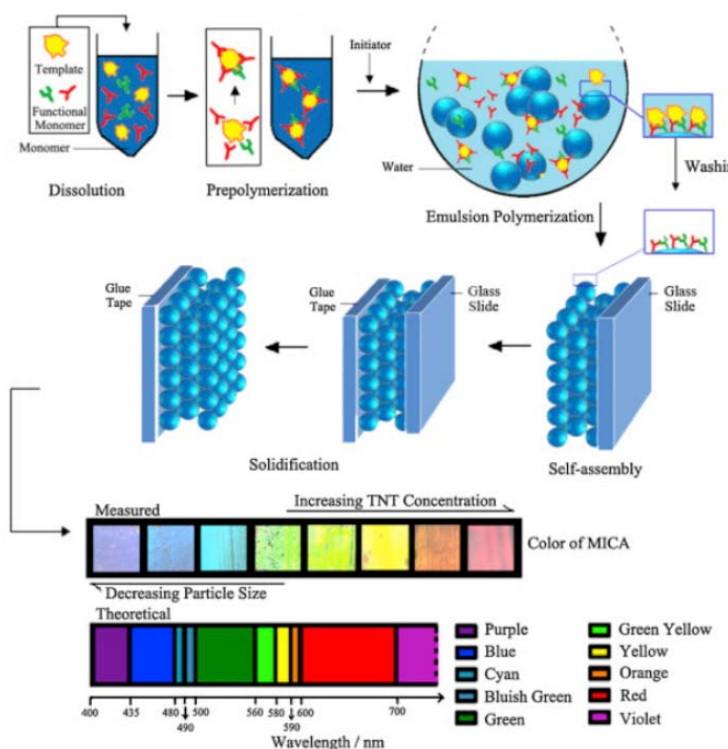 Template
Functional
Monomer
Monomer
Dissolution
Prepolymerization
Initiator
Water
Emulsion Polymerization
Glue
Tape
Glue
Tape
Glass
Slide
Glass
Slide
Solidification
Self-assembly
Measured
Increasing TNT Concentration
Color of MICA
Decreasing Particle Size
Theoretical
Purple
Blue
Cyan
Bluish Green
Green
Green Yellow
Yellow
Orange
Red
Violet
400 435 480 500 560 580 600 700
490 590
Wavelength / nm